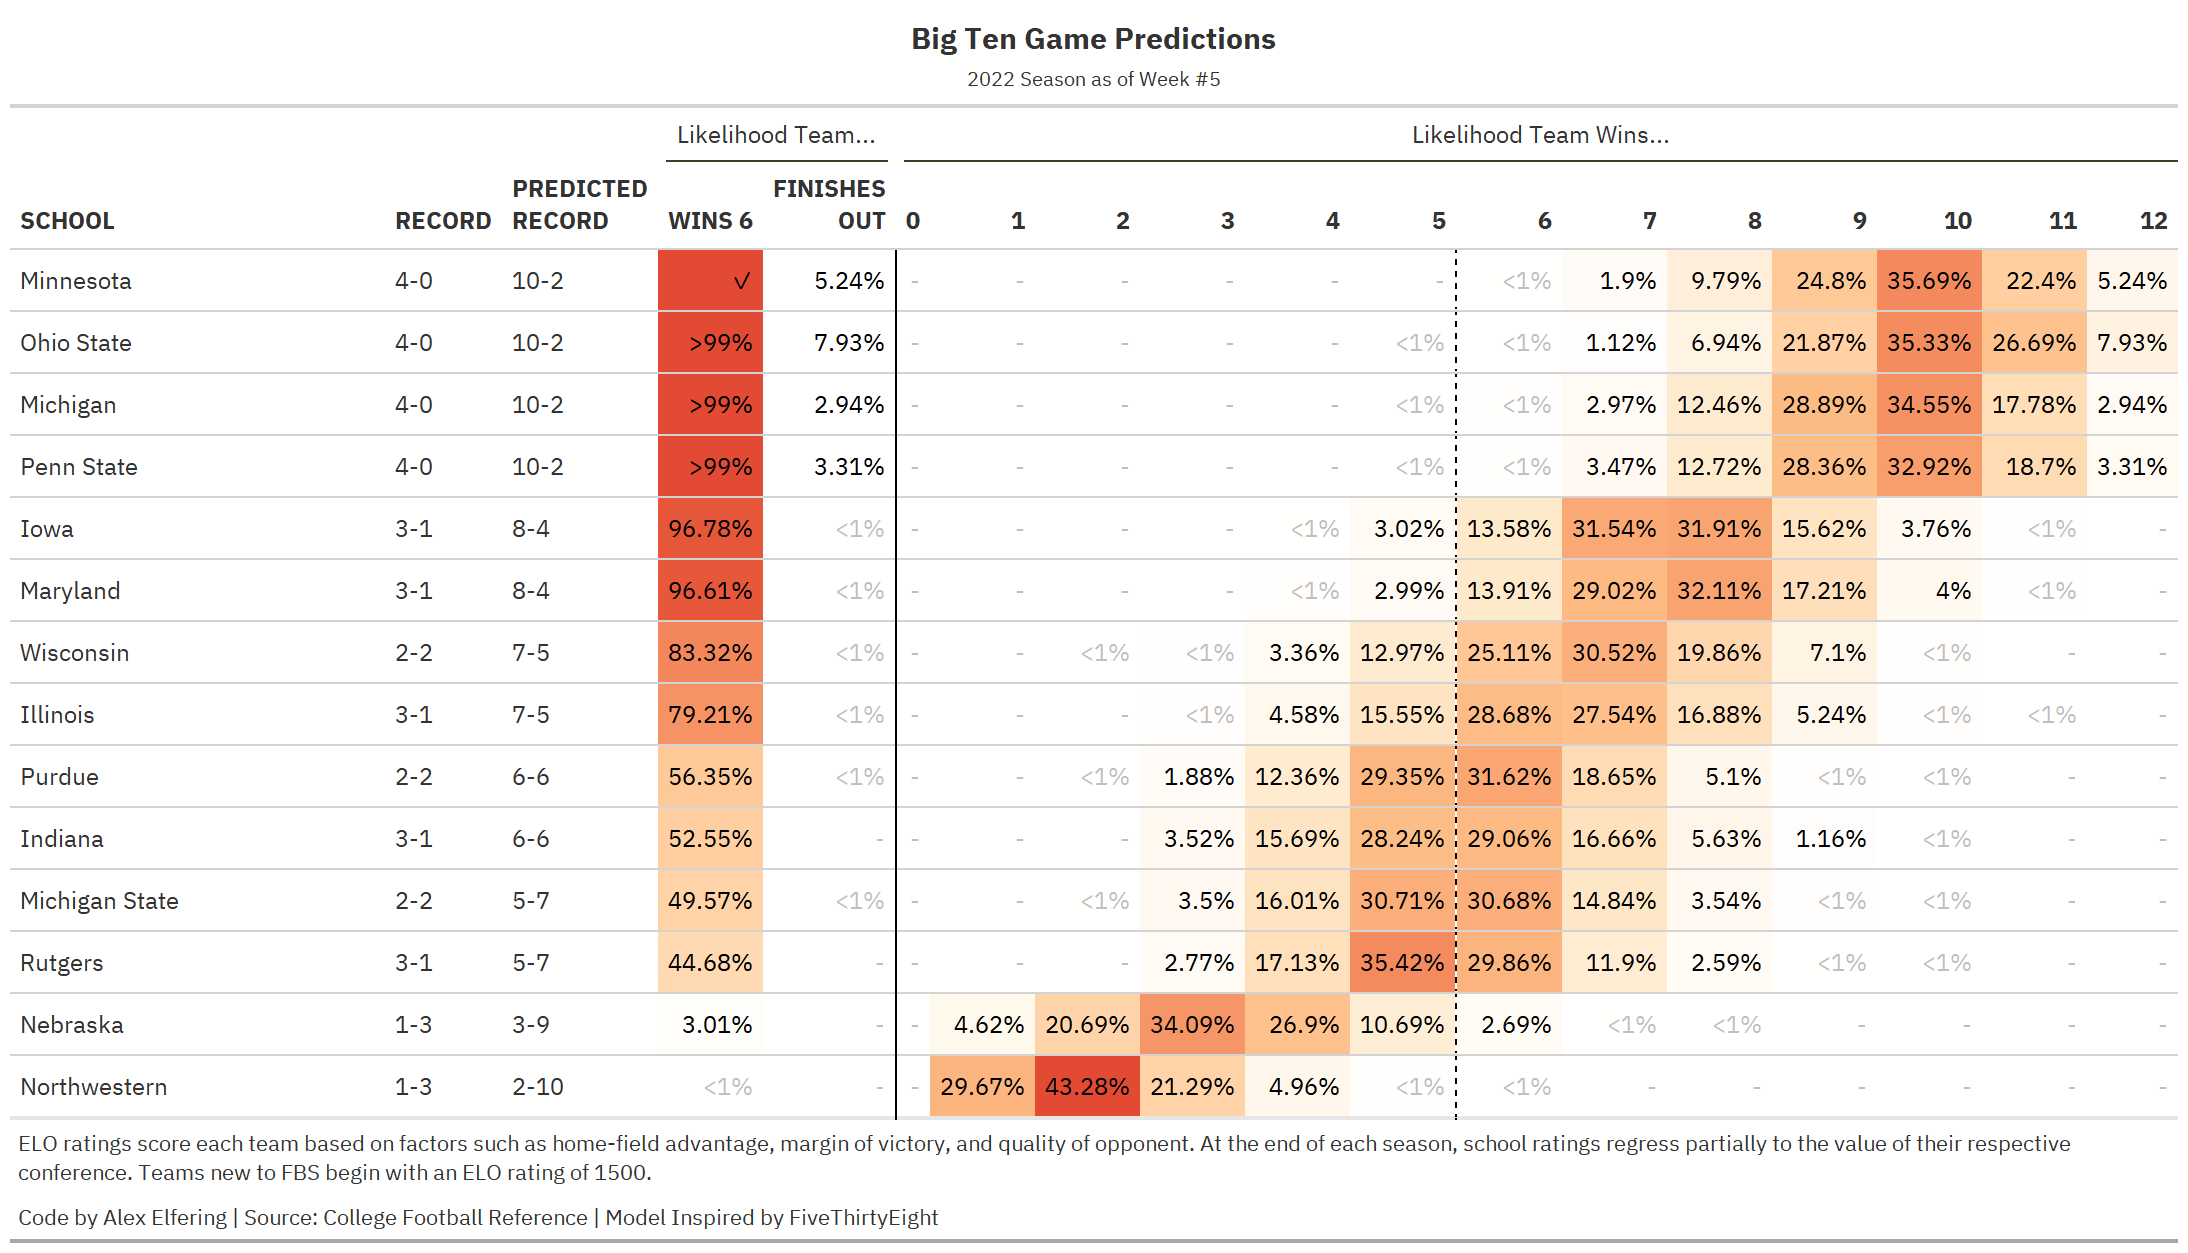 Big Ten Game Predictions
2022 Season as of Week #5
Likelihood Team... Likelihood Team Wins...
SCHOOL RECORD PREDICTED RECORD WINS 6 FINISHES OUT 0 1 2 3 4 5 6 7 8 9 10 11 12
Minnesota 4-0 10-2 ✓ 5.24% - - - - - - <1% 1.9% 9.79% 24.8% 35.69% 22.4% 5.24%
Ohio State 4-0 10-2 >99% 7.93% - - - - - <1% <1% 1.12% 6.94% 21.87% 35.33% 26.69% 7.93%
Michigan 4-0 10-2 >99% 2.94% - - - - - <1% <1% 2.97% 12.46% 28.89% 34.55% 17.78% 2.94%
Penn State 4-0 10-2 >99% 3.31% - - - - - <1% <1% 3.47% 12.72% 28.36% 32.92% 18.7% 3.31%
Iowa 3-1 8-4 96.78% <1% - - - - <1% 3.02% 13.58% 31.54% 31.91% 15.62% 3.76% <1% -
Maryland 3-1 8-4 96.61% <1% - - - - <1% 2.99% 13.91% 29.02% 32.11% 17.21% 4% <1% -
Wisconsin 2-2 7-5 83.32% <1% - - <1% <1% 3.36% 12.97% 25.11% 30.52% 19.86% 7.1% <1% - -
Illinois 3-1 7-5 79.21% <1% - - - <1% 4.58% 15.55% 28.68% 27.54% 16.88% 5.24% <1% <1% -
Purdue 2-2 6-6 56.35% <1% - - <1% 1.88% 12.36% 29.35% 31.62% 18.65% 5.1% <1% <1% - -
Indiana 3-1 6-6 52.55% - - - - 3.52% 15.69% 28.24% 29.06% 16.66% 5.63% 1.16% <1% - -
Michigan State 2-2 5-7 49.57% <1% - - <1% 3.5% 16.01% 30.71% 30.68% 14.84% 3.54% <1% <1% - -
Rutgers 3-1 5-7 44.68% - - - - 2.77% 17.13% 35.42% 29.86% 11.9% 2.59% <1% <1% - -
Nebraska 1-3 3-9 3.01% - - 4.62% 20.69% 34.09% 26.9% 10.69% 2.69% <1% <1% - - - -
Northwestern 1-3 2-10 <1% - - 29.67% 43.28% 21.29% 4.96% <1% <1% - - - - - -
ELO ratings score each team based on factors such as home-field advantage, margin of victory, and quality of opponent. At the end of each season, school ratings regress partially to the value of their respective
conference. Teams new to FBS begin with an ELO rating of 1500.
Code by Alex Elfering | Source: College Football Reference | Model Inspired by FiveThirtyEight